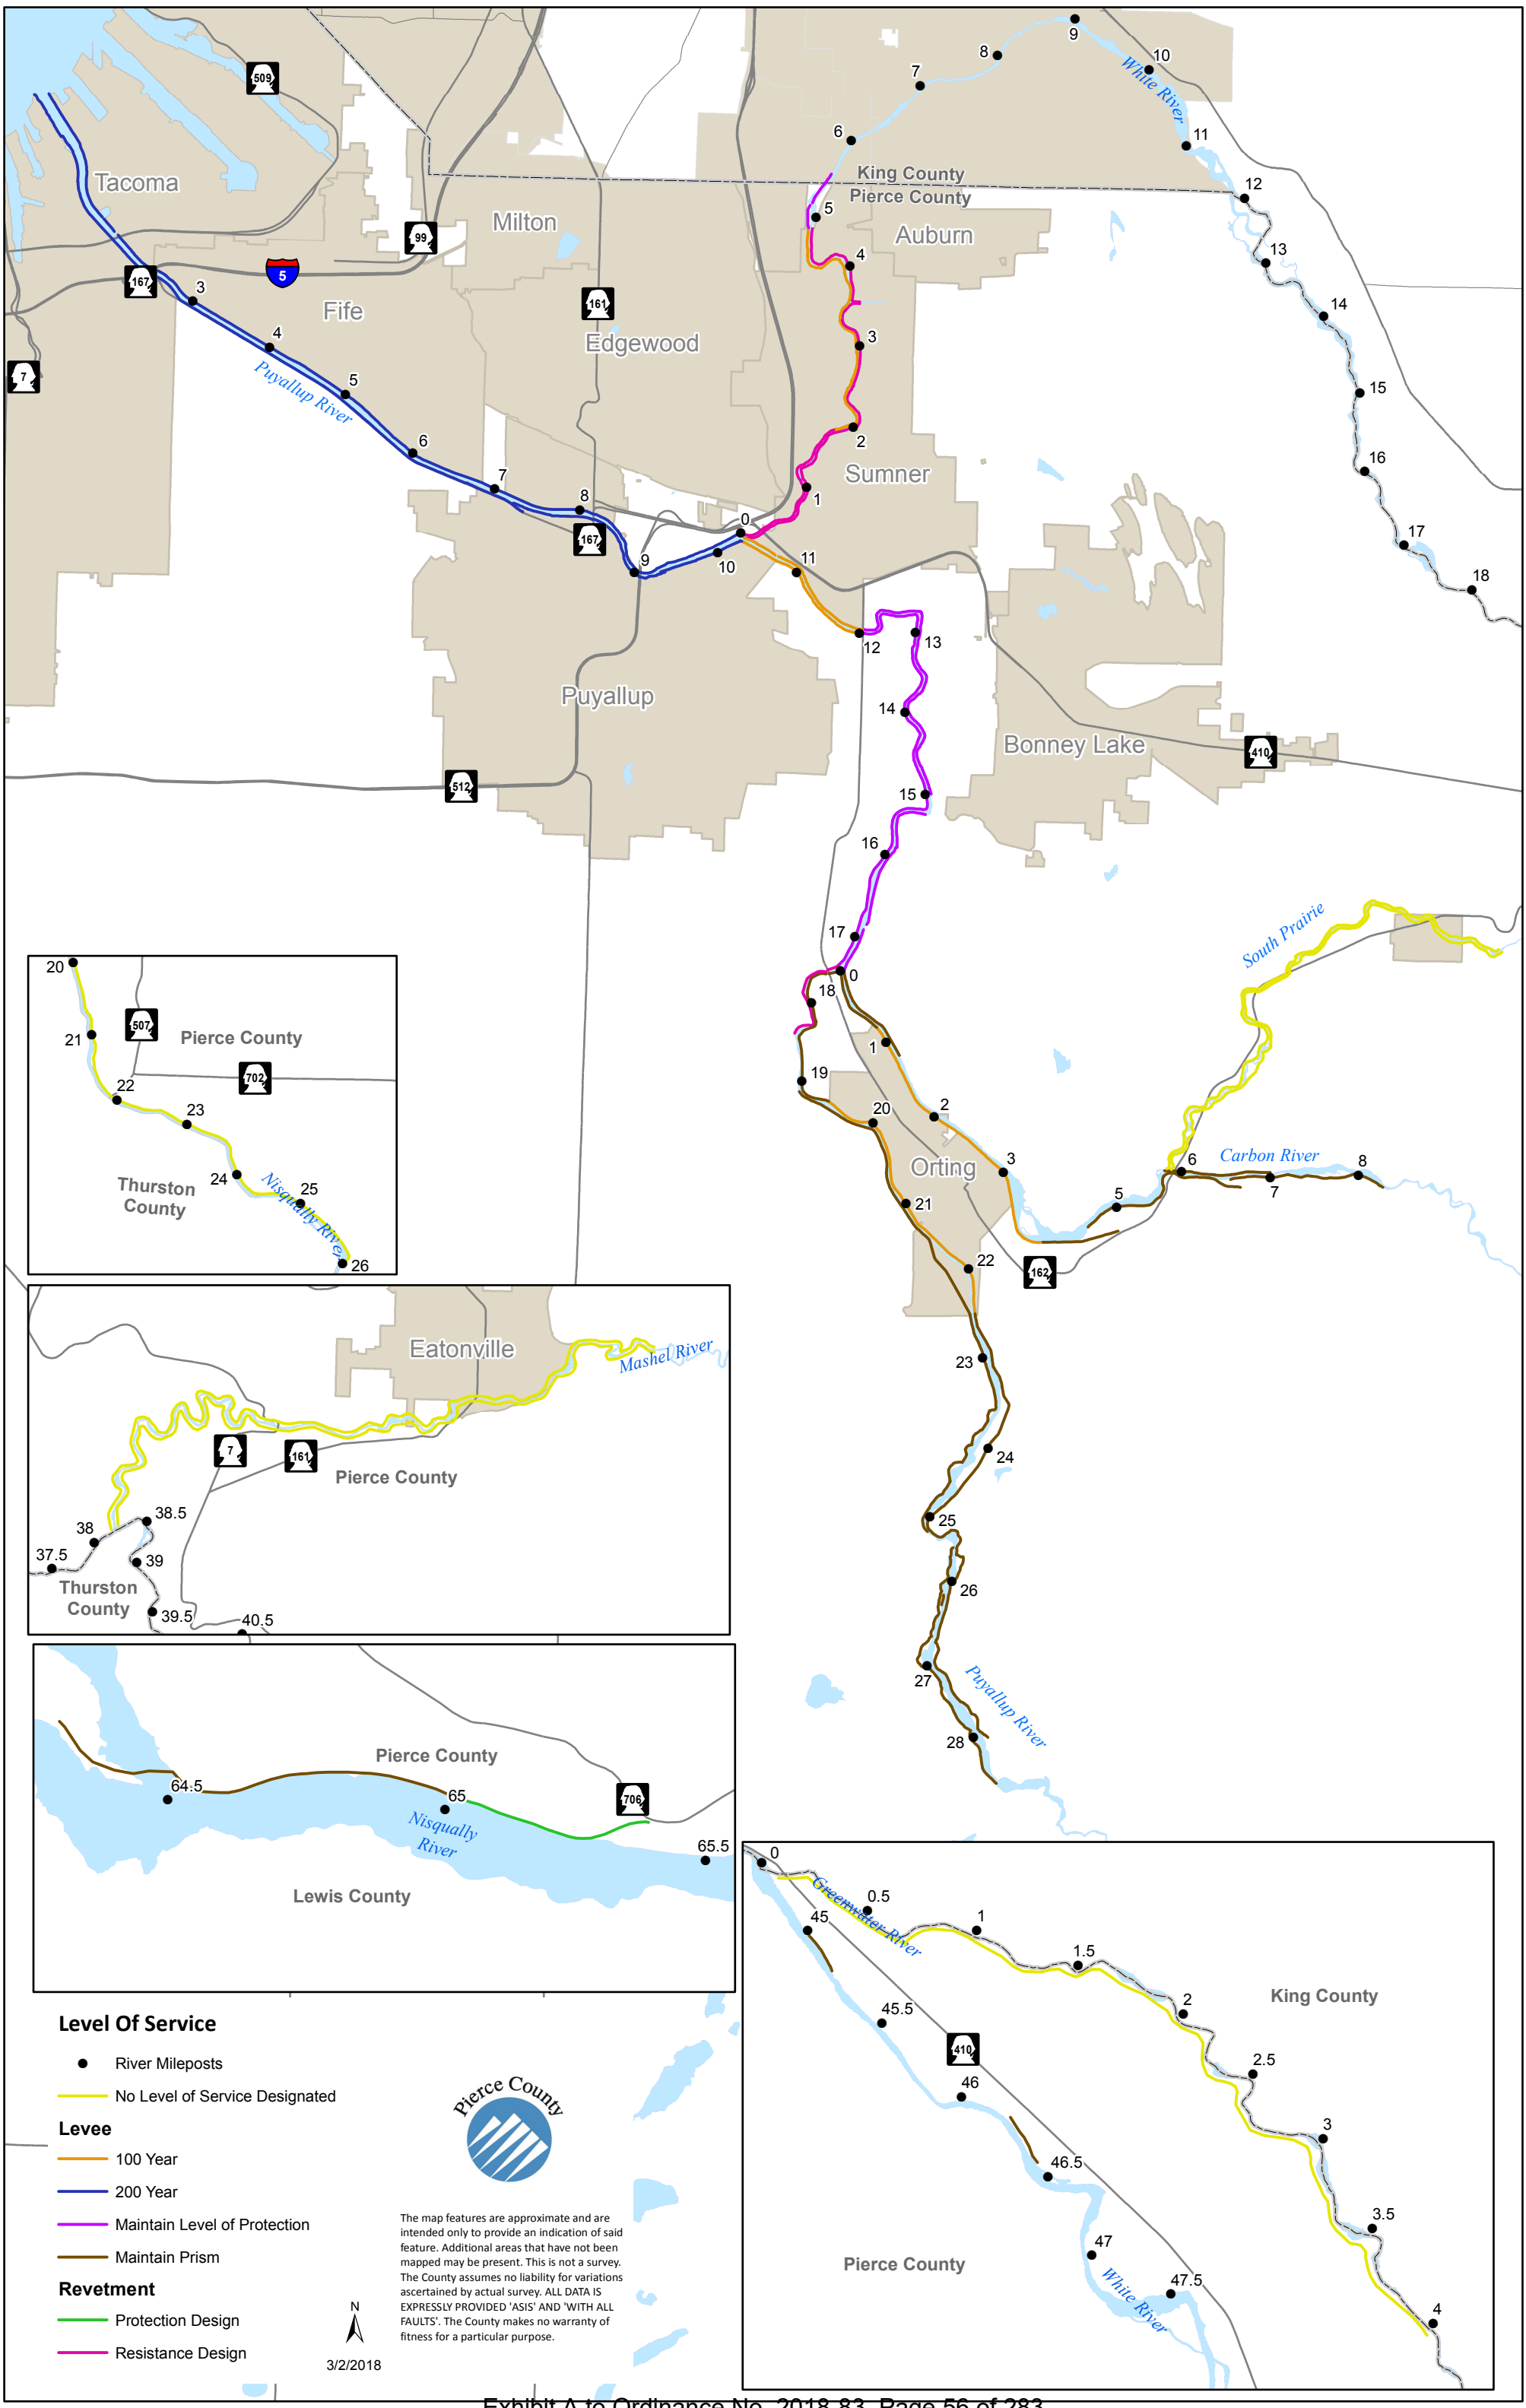 9
8
10
7
509
White River
6
11
King County
Pierce County
12
Tacoma
5
Milton
99
Auburn
4
13
167
5
3
161
14
Fife
Edgewood
3
4
7
Puyallup River
5
15
2
6
Sumner
16
7
1
8
0
17
167
9
10
11
18
12
13
Puyallup
14
Bonney Lake
410
512
15
16
South Prairie
17
0
18
1
19
20
2
Orting
3
6
Carbon River
8
7
5
21
22
162
23
24
25
26
27
Puyallup River
28
20
507
Pierce County
21
702
22
23
24
Thurston
County
Nisqually River
25
26
Eatonville
Mashel River
7
161
Pierce County
38.5
38
37.5
39
Thurston
County
39.5
40.5
Pierce County
64.5
65
706
Nisqually
River
65.5
Lewis County
0
Greenwater River
0.5
45
1
1.5
King County
2
45.5
410
2.5
46
3
46.5
3.5
47
Pierce County
White River
47.5
4
Level Of Service
River Mileposts
No Level of Service Designated
Levee
100 Year
200 Year
Maintain Level of Protection
Maintain Prism
Revetment
Protection Design
Resistance Design
Pierce County
N
3/2/2018
The map features are approximate and are
intended only to provide an indication of said
feature. Additional areas that have not been
mapped may be present. This is not a survey.
The County assumes no liability for variations
ascertained by actual survey. ALL DATA IS
EXPRESSLY PROVIDED 'ASIS' AND 'WITH ALL
FAULTS'. The County makes no warranty of
fitness for a particular purpose.
Exhibit A to Ordinance No. 2018-83, Page 56 of 283